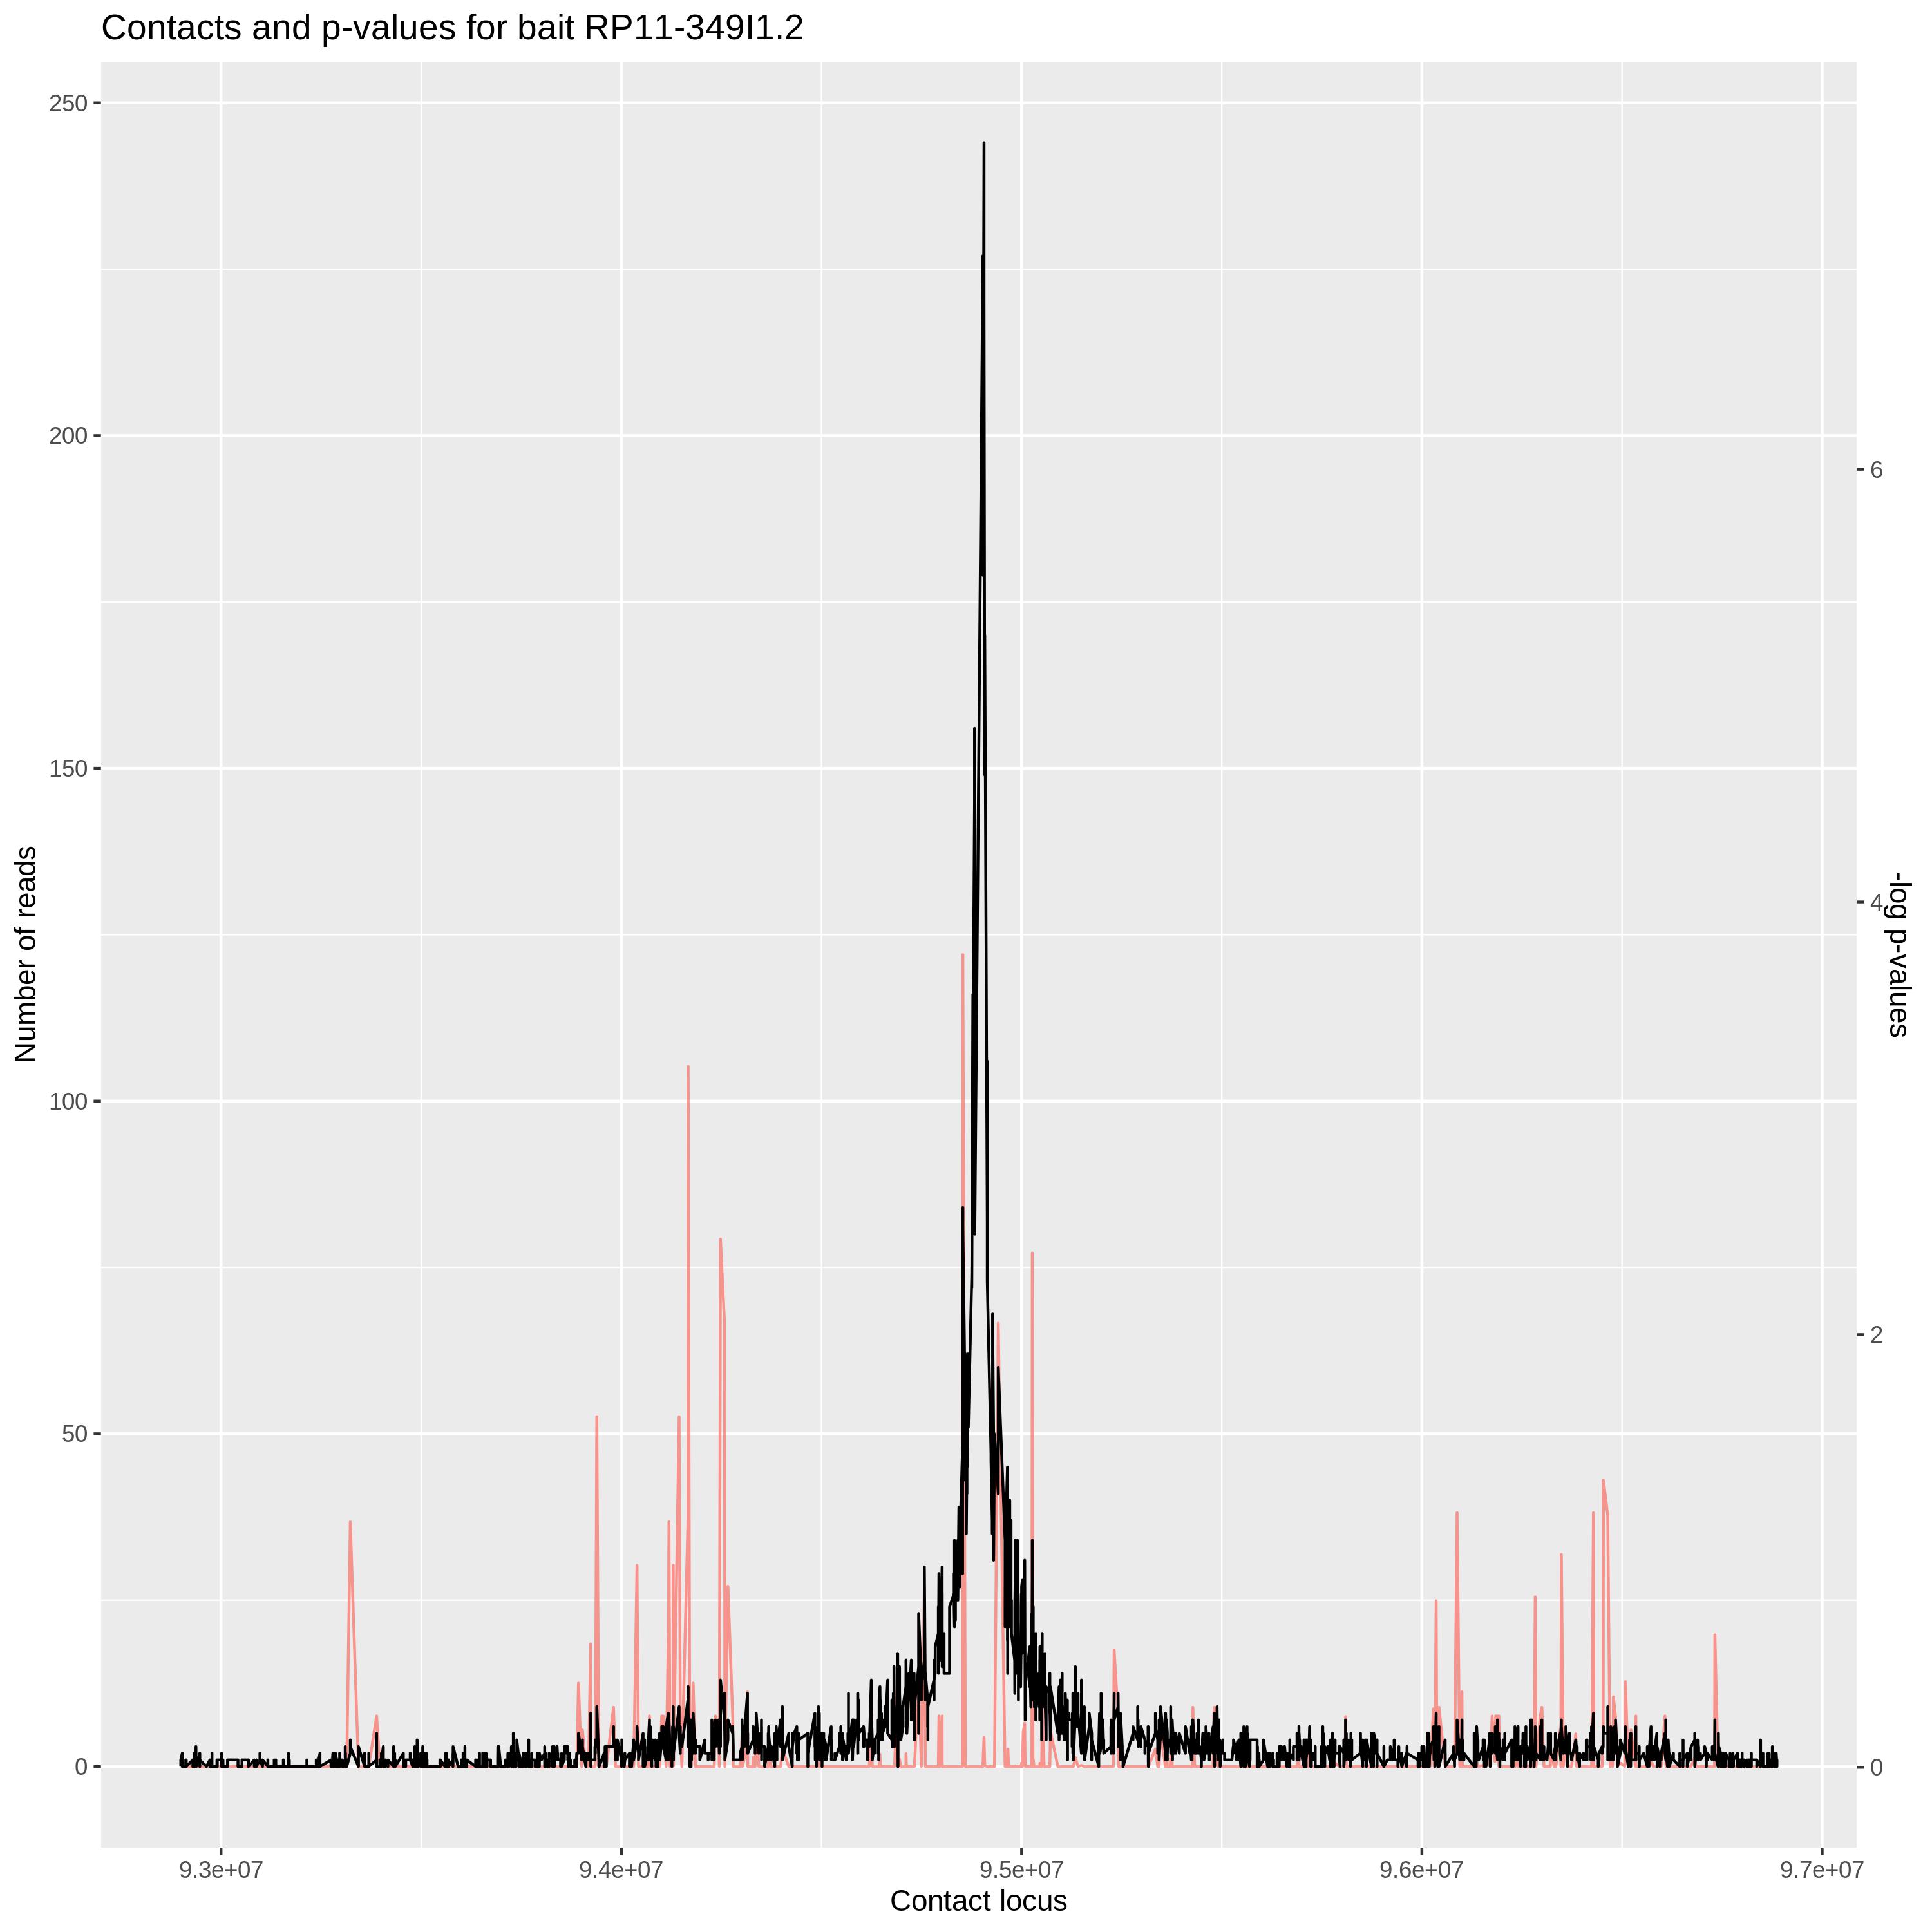 Contacts and p-values for bait RP11-349I1.2
250
200
150
100
50
0
Number of reads
6
4
2
0
-log p-values
9.3e+07
9.4e+07
9.5e+07
9.6e+07
9.7e+07
Contact locus